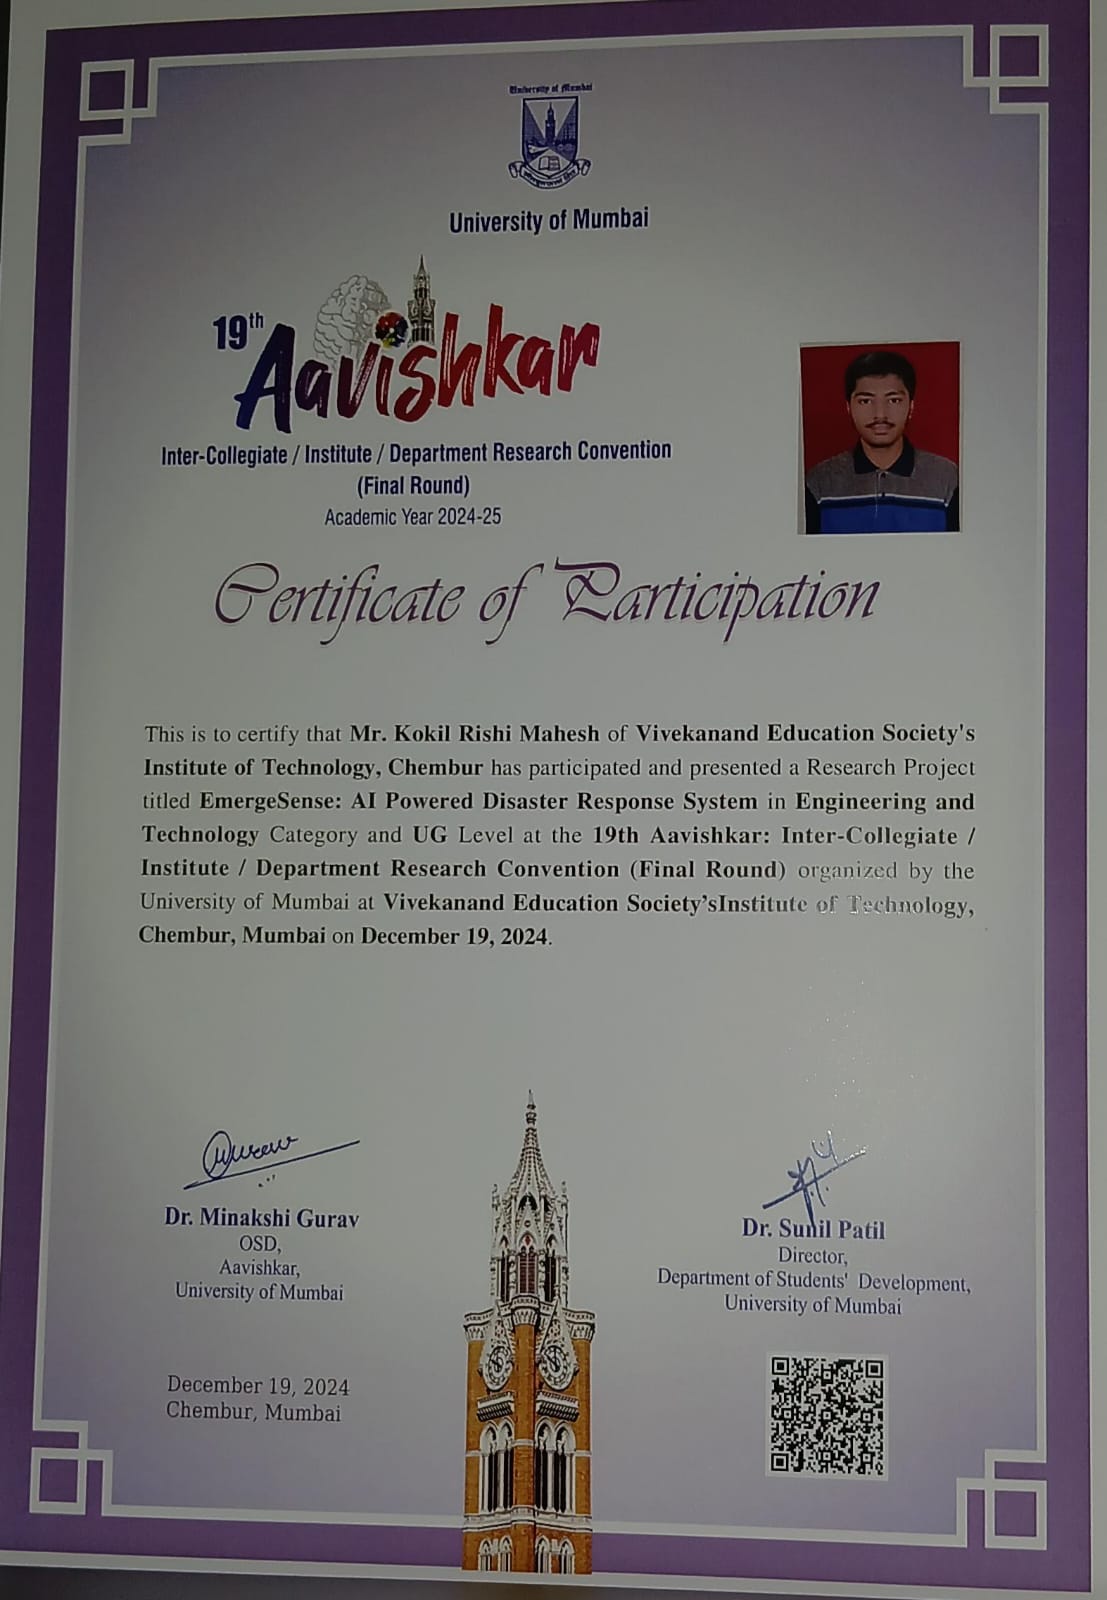 University of Mumbai
University of Mumbai
19th
Aavishkar
Inter-Collegiate / Institute / Department Research Convention
(Final Round)
Academic Year 2024-25
Certificate of Participation
This is to certify that Mr. Kokil Rishi Mahesh of Vivekanand Education Society's
Institute of Technology, Chembur has participated and presented a Research Project
titled EmergeSense: AI Powered Disaster Response System in Engineering and
Technology Category and UG Level at the 19th Aavishkar: Inter-Collegiate /
Institute / Department Research Convention (Final Round) organized by the
University of Mumbai at Vivekanand Education Society’sInstitute of Technology,
Chembur, Mumbai on December 19, 2024.
Dr. Minakshi Gurav
OSD,
Aavishkar,
University of Mumbai
Dr. Sunil Patil
Director,
Department of Students' Development,
University of Mumbai
December 19, 2024
Chembur, Mumbai